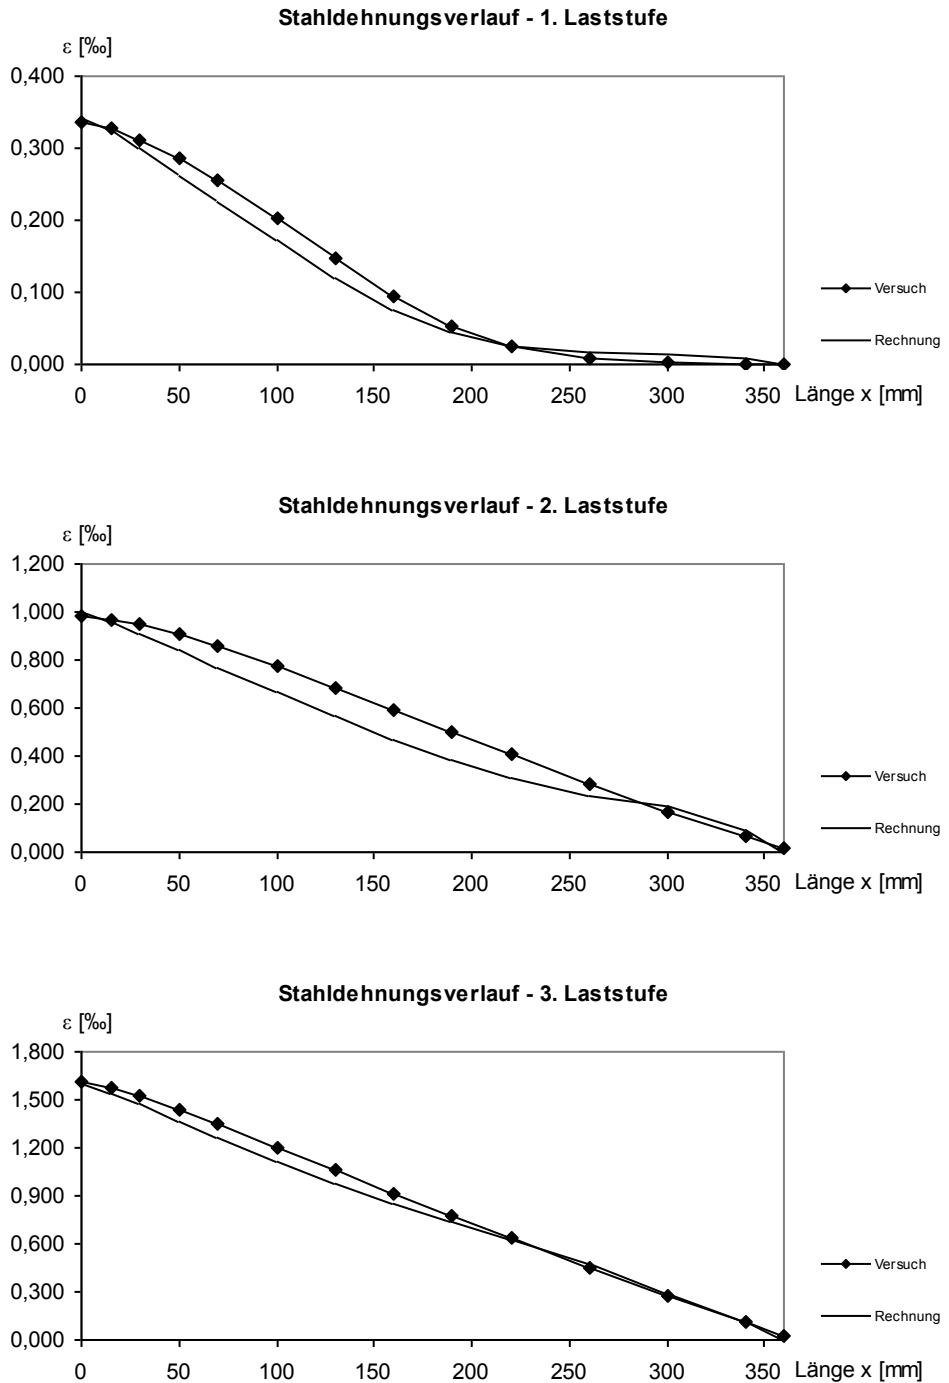 Stahldehnungsverlauf - 1. Laststufe
ε [‰]
0,400
0,300
0,200
0,100
0,000
0 50 100 150 200 250 300 350 Länge x [mm]
Versuch
Rechnung
Stahldehnungsverlauf - 2. Laststufe
ε [‰]
1,200
1,000
0,800
0,600
0,400
0,200
0,000
0 50 100 150 200 250 300 350 Länge x [mm]
Versuch
Rechnung
Stahldehnungsverlauf - 3. Laststufe
ε [‰]
1,800
1,500
1,200
0,900
0,600
0,300
0,000
0 50 100 150 200 250 300 350 Länge x [mm]
Versuch
Rechnung